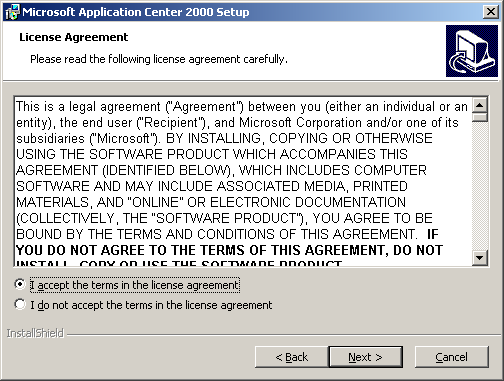 Microsoft Application Center 2000 Setup
License Agreement
Please read the following license agreement carefully.
This is a legal agreement ("Agreement") between you (either an individual or an
entity), the end user ("Recipient"), and Microsoft Corporation and/or one of its
subsidiaries ("Microsoft"). BY INSTALLING, COPYING OR OTHERWISE
USING THE SOFTWARE PRODUCT WHICH ACCOMPANIES THIS
AGREEMENT (IDENTIFIED BELOW), WHICH INCLUDES COMPUTER
SOFTWARE AND MAY INCLUDE ASSOCIATED MEDIA, PRINTED
MATERIALS, AND "ONLINE" OR ELECTRONIC DOCUMENTATION
(COLLECTIVELY, THE "SOFTWARE PRODUCT"), YOU AGREE TO BE
BOUND BY THE TERMS AND CONDITIONS OF THIS AGREEMENT. IF
YOU DO NOT AGREE TO THE TERMS OF THIS AGREEMENT, DO NOT
INSTALL, COPY OR USE THE SOFTWARE PRODUCT
I accept the terms in the license agreement
I do not accept the terms in the license agreement
InstallShield
< Back
Next >
Cancel